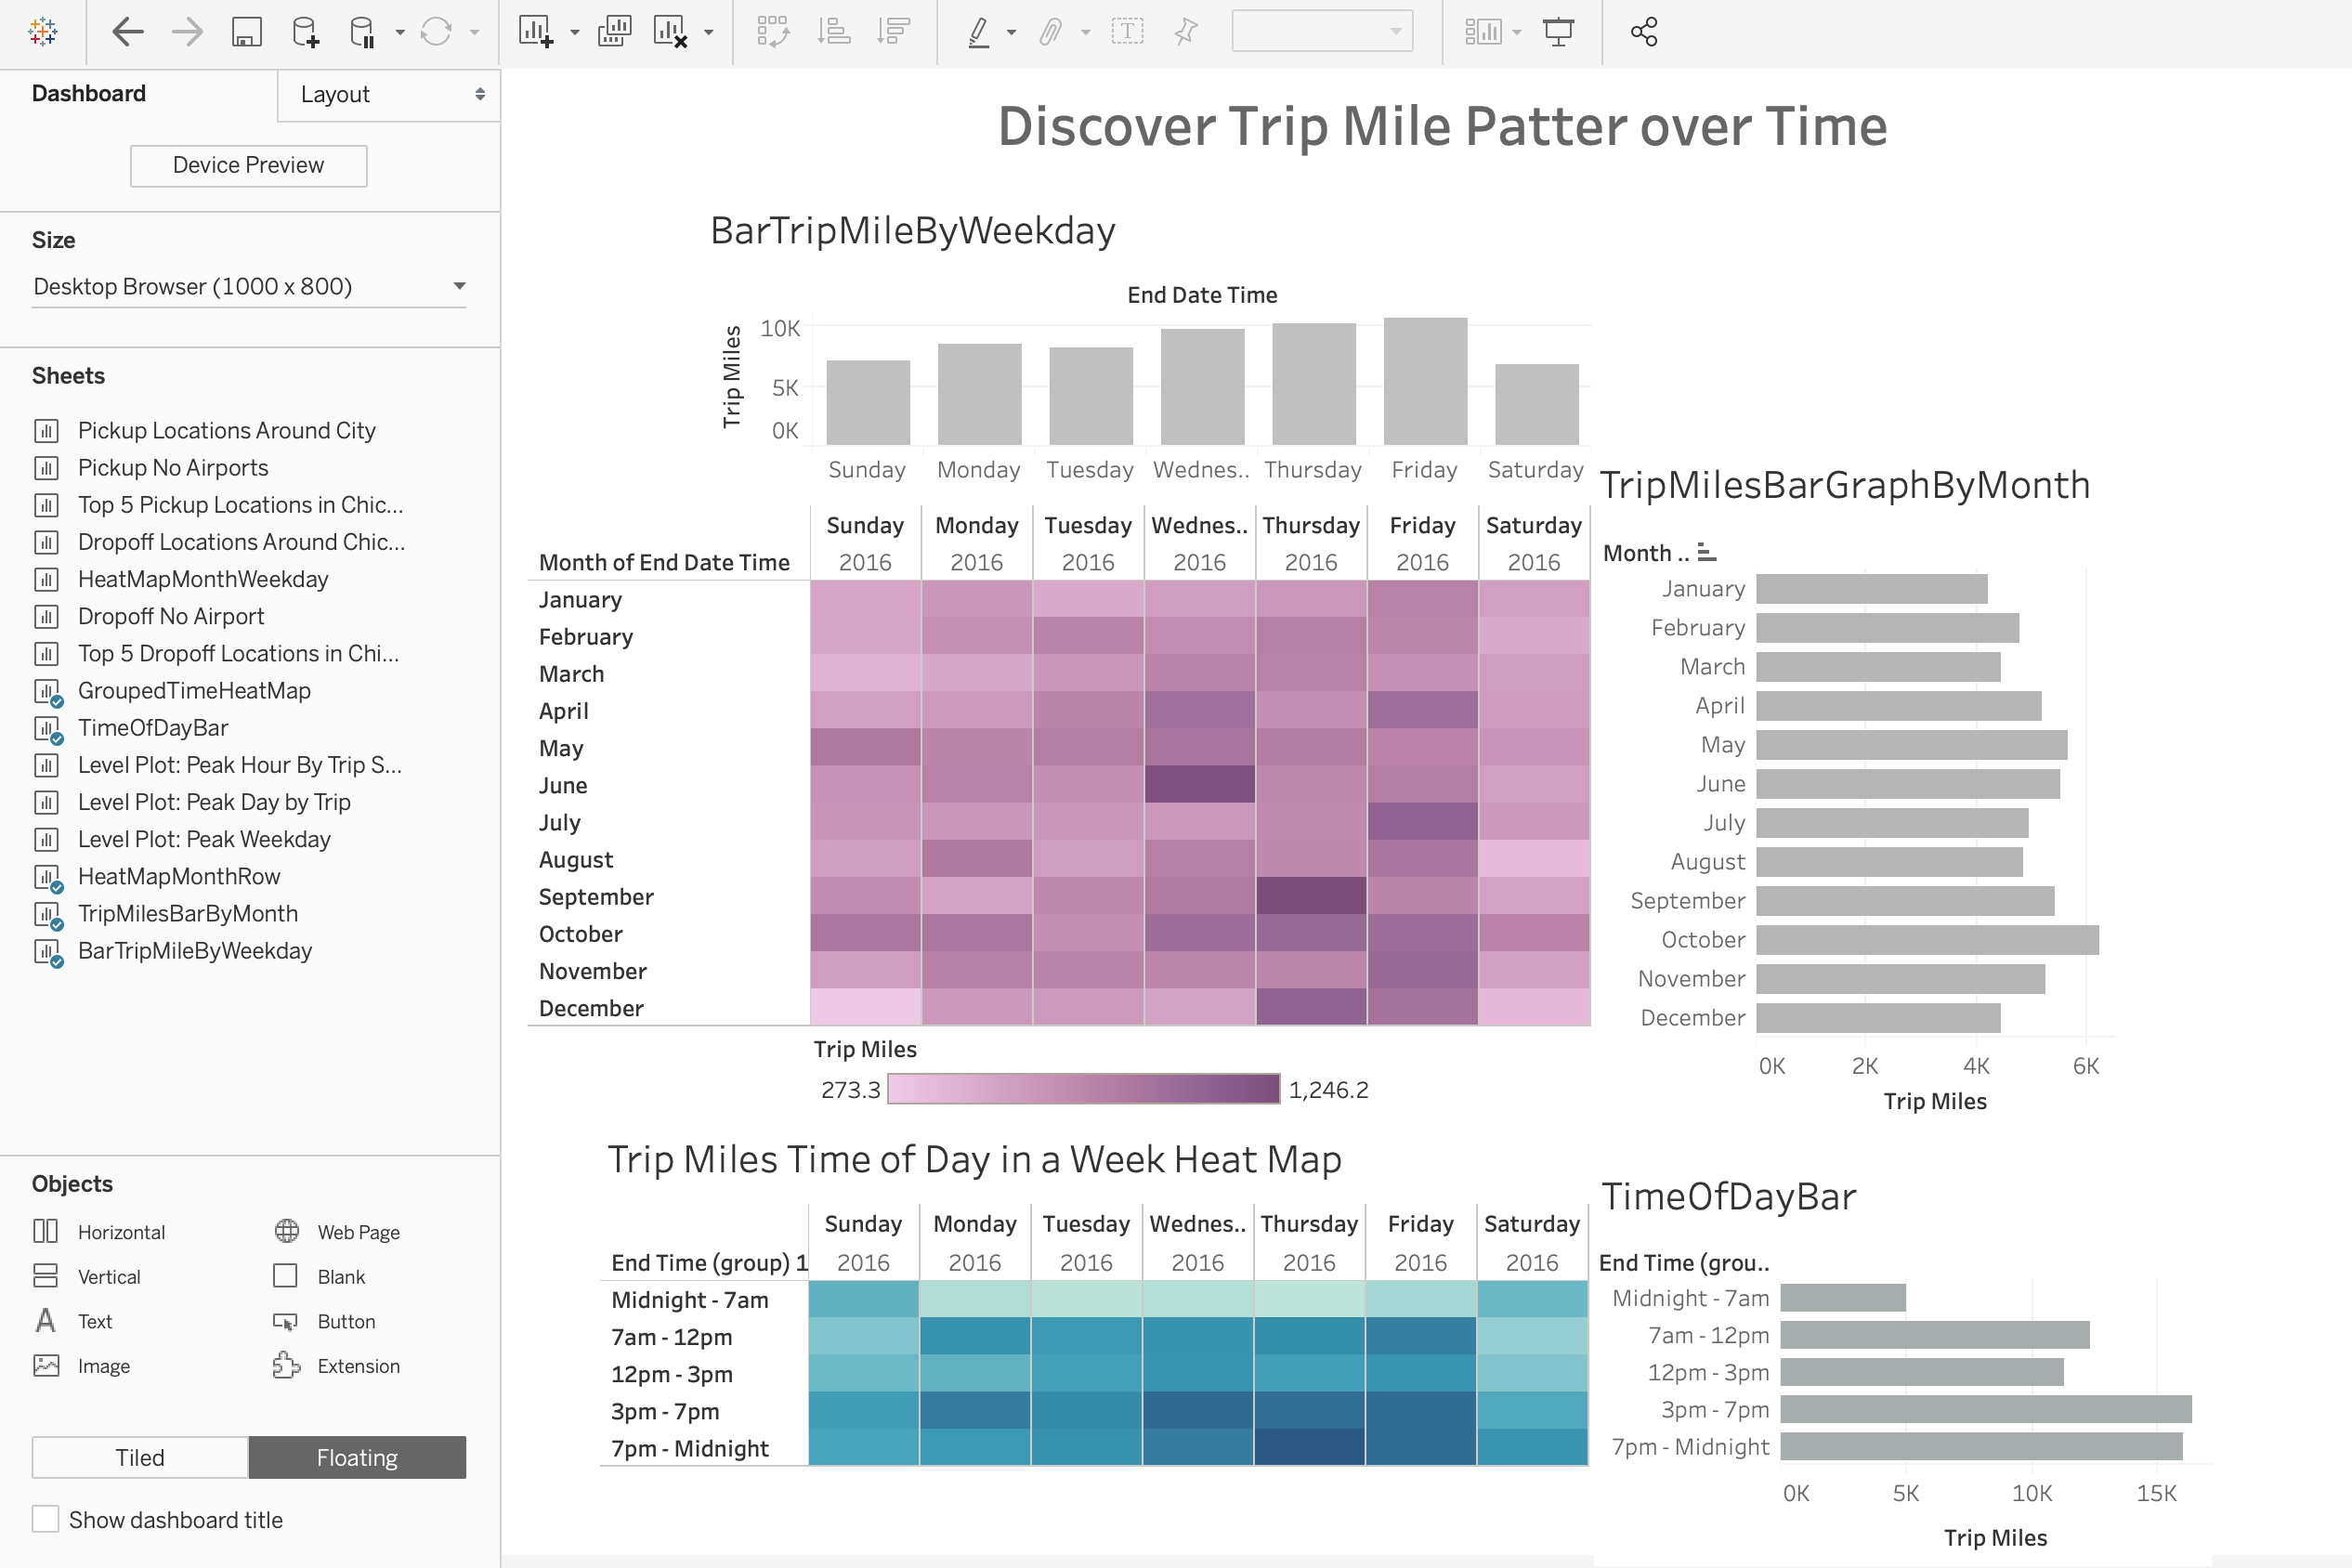 Dashboard
Layout
Device Preview
Size
Desktop Browser (1000 x 800)
Sheets
Pickup Locations Around City
Pickup No Airports
Top 5 Pickup Locations in Chic...
Dropoff Locations Around Chic...
HeatMapMonthWeekday
Dropoff No Airport
Top 5 Dropoff Locations in Chi...
GroupedTimeHeatMap
TimeOfDayBar
Level Plot: Peak Hour By Trip S...
Level Plot: Peak Day by Trip
Level Plot: Peak Weekday
HeatMapMonthRow
TripMilesBarByMonth
BarTripMileByWeekday
Objects
Horizontal Web Page
Vertical Blank
Text Button
Image Extension
Tiled Floating
Show dashboard title
Discover Trip Mile Patter over Time
BarTripMileByWeekday
End Date Time
Trip Miles
10K
5K
0K
Sunday Monday Tuesday Wednes.. Thursday Friday Saturday
Sunday Monday Tuesday Wednes.. Thursday Friday Saturday
Month of End Date Time 2016 2016 2016 2016 2016 2016 2016
January
February
March
April
May
June
July
August
September
October
November
December
Trip Miles
273.3 1,246.2
TripMilesBarGraphByMonth
Month ..
January
February
March
April
May
June
July
August
September
October
November
December
0K 2K 4K 6K
Trip Miles
Trip Miles Time of Day in a Week Heat Map
Sunday Monday Tuesday Wednes.. Thursday Friday Saturday
End Time (group) 1 2016 2016 2016 2016 2016 2016 2016
Midnight - 7am
7am - 12pm
12pm - 3pm
3pm - 7pm
7pm - Midnight
TimeOfDayBar
End Time (grou..
Midnight - 7am
7am - 12pm
12pm - 3pm
3pm - 7pm
7pm - Midnight
0K 5K 10K 15K
Trip Miles